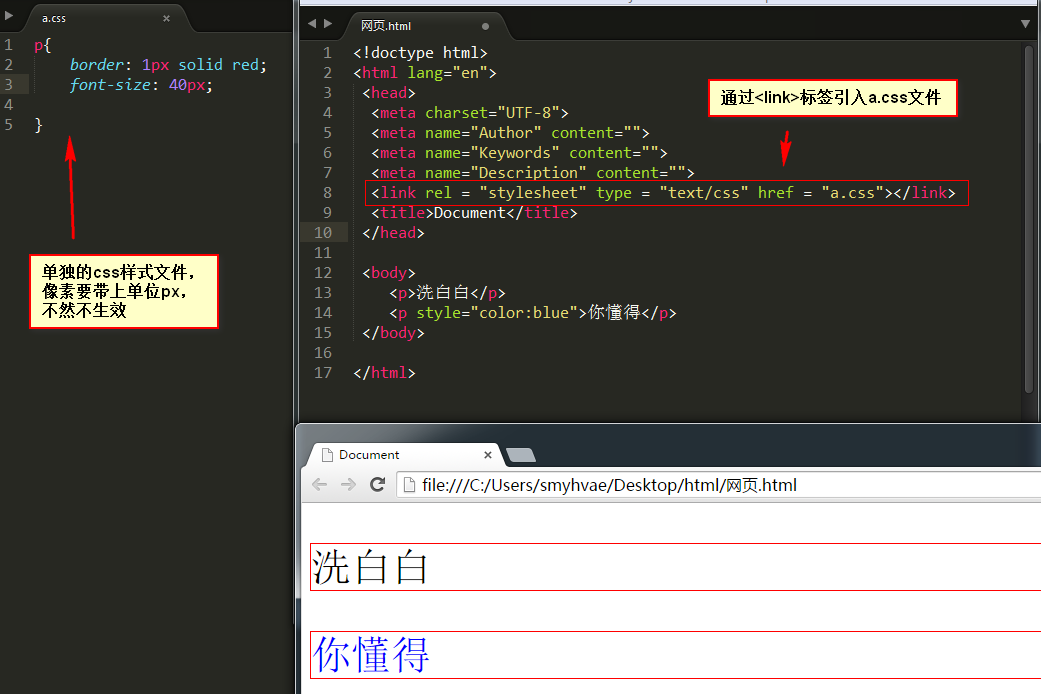 a.css
1 p{
2 border: 1px solid red;
3 font-size: 40px;
4
5 }
单独的css样式文件，
像素要带上单位px，
不然不生效
网页.html
1 <!doctype html>
2 <html lang="en">
3 <head>
4 <meta charset="UTF-8">
5 <meta name="Author" content="">
6 <meta name="Keywords" content="">
7 <meta name="Description" content="">
8 <link rel = "stylesheet" type = "text/css" href = "a.css"></link>
9 <title>Document</title>
10 </head>
11
12 <body>
13 <p>洗白白</p>
14 <p style="color:blue">你懂得</p>
15 </body>
16
17 </html>
通过<link>标签引入a.css文件
Document
file:///C:/Users/smyhvae/Desktop/html/网页.html
洗白白
你懂得